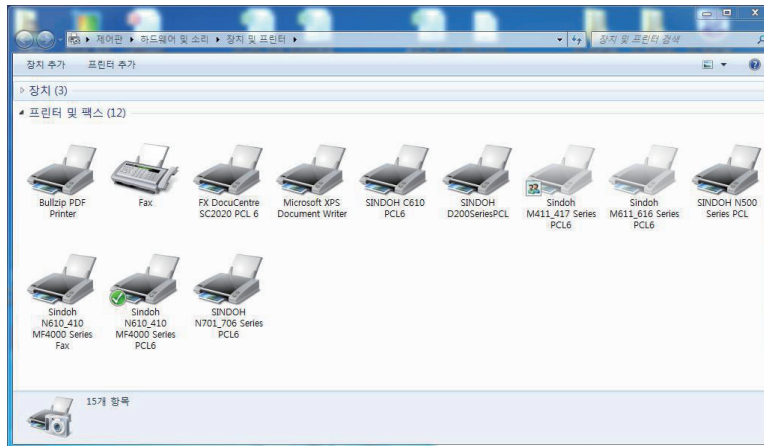 제어판 ▸ 하드웨어 및 소리 ▸ 장치 및 프린터 ▸
장치 및 프린터 검색
장치 추가 프린터 추가
장치 (3)
프린터 및 팩스 (12)
Bullzip PDF
Printer
Fax
FX DocuCentre
SC2020 PCL 6
Microsoft XPS
Document Writer
SINDOH C610
PCL6
SINDOH
D200SeriesPCL
Sindoh
M411_417 Series
PCL6
Sindoh
M611_616 Series
PCL6
SINDOH N500
Series PCL
Sindoh
N610_410
MF4000 Series
Fax
Sindoh
N610_410
MF4000 Series
PCL6
SINDOH
N701_706 Series
PCL6
15개 항목